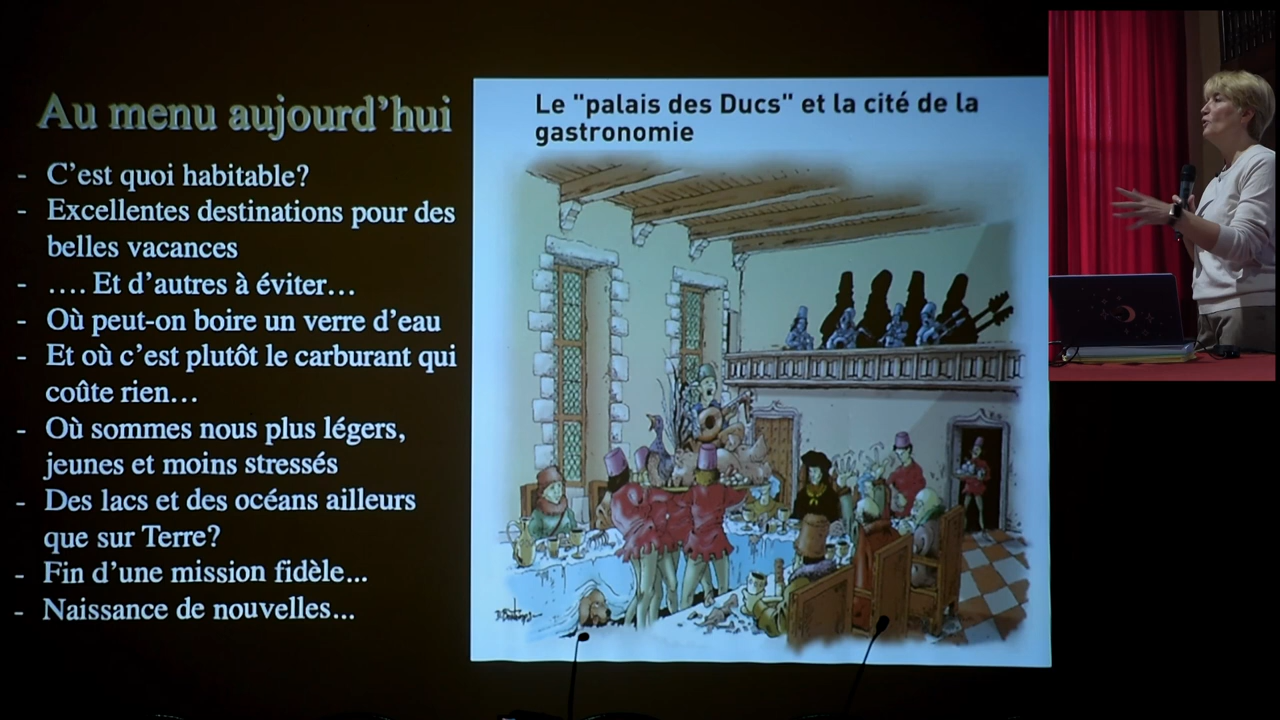 Au menu aujourd'hui
- C'est quoi habitable?
- Excellentes destinations pour des
belles vacances
- .... Et d'autres à éviter...
- Où peut-on boire un verre d'eau
- Et où c'est plutôt le carburant qui
coûte rien...
- Où sommes nous plus légers,
jeunes et moins stressés
- Des lacs et des océans ailleurs
que sur Terre?
- Fin d'une mission fidèle...
- Naissance de nouvelles...
Le "palais des Ducs" et la cité de la
gastronomie